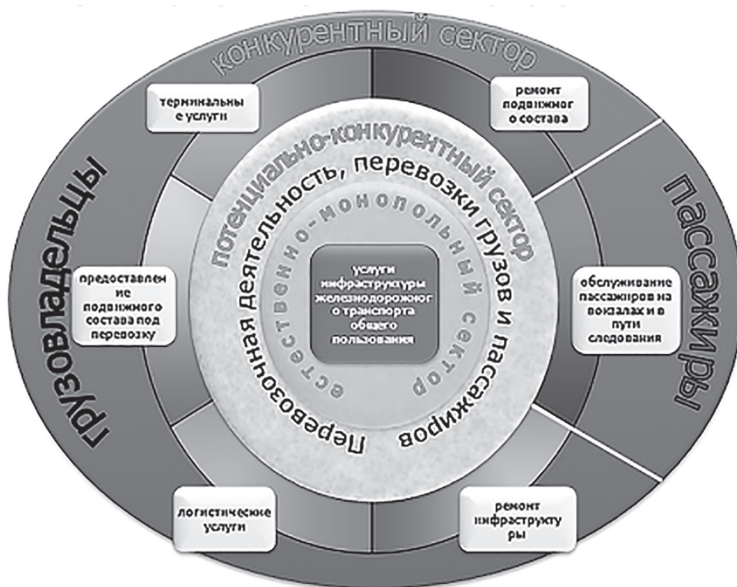 конкурентный сектор
терминальны
е услуги
ремонт
подвижног
о состава
потенциально-конкурентный сектор
Перевозочная деятельность, перевозки грузов и пассажиров
естественно-монопольный сектор
грузовладельцы
пассажиры
предоставлен
ие
подвижного
состава под
перевозку
услуги
инфраструктуры
железнодорожног
о транспорта
общего
пользования
обслуживание
пассажиров на
вокзалах и в
пути
следования
логистические
услуги
ремонт
инфраструкту
ры